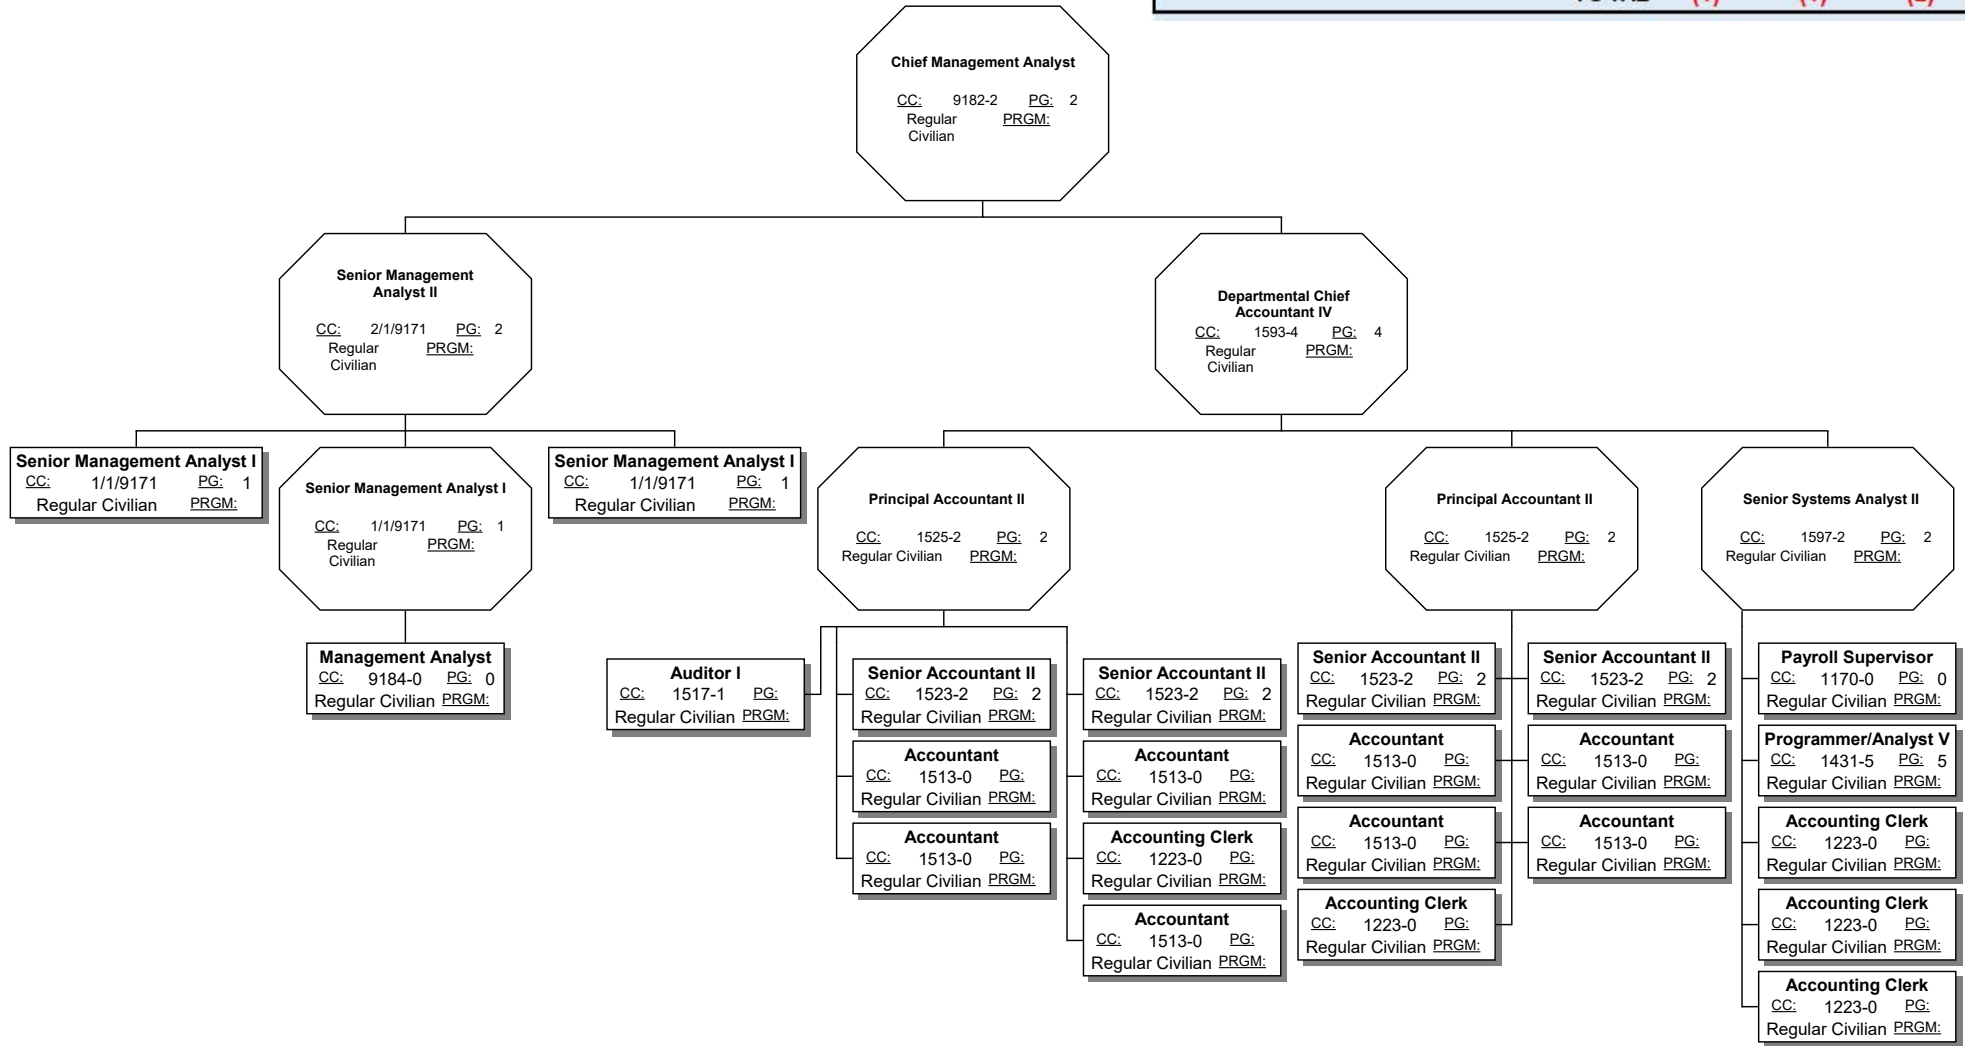 TOTAL (4) (4) (2)
Chief Management Analyst
CC: 9182-2 PG: 2
Regular PRGM:
Civilian
Senior Management
Analyst II
CC: 2/1/9171 PG: 2
Regular PRGM:
Civilian
Departmental Chief
Accountant IV
CC: 1593-4 PG: 4
Regular PRGM:
Civilian
Senior Management Analyst I
CC: 1/1/9171 PG: 1
Regular Civilian PRGM:
Senior Management Analyst I
CC: 1/1/9171 PG: 1
Regular PRGM:
Civilian
Senior Management Analyst I
CC: 1/1/9171 PG: 1
Regular Civilian PRGM:
Principal Accountant II
CC: 1525-2 PG: 2
Regular Civilian PRGM:
Principal Accountant II
CC: 1525-2 PG: 2
Regular Civilian PRGM:
Senior Systems Analyst II
CC: 1597-2 PG: 2
Regular Civilian PRGM:
Management Analyst
CC: 9184-0 PG: 0
Regular Civilian PRGM:
Auditor I
CC: 1517-1 PG:
Regular Civilian PRGM:
Senior Accountant II
CC: 1523-2 PG: 2
Regular Civilian PRGM:
Accountant
CC: 1513-0 PG:
Regular Civilian PRGM:
Accountant
CC: 1513-0 PG:
Regular Civilian PRGM:
Senior Accountant II
CC: 1523-2 PG: 2
Regular Civilian PRGM:
Accountant
CC: 1513-0 PG:
Regular Civilian PRGM:
Accounting Clerk
CC: 1223-0 PG:
Regular Civilian PRGM:
Accountant
CC: 1513-0 PG:
Regular Civilian PRGM:
Senior Accountant II
CC: 1523-2 PG: 2
Regular Civilian PRGM:
Accountant
CC: 1513-0 PG:
Regular Civilian PRGM:
Accountant
CC: 1513-0 PG:
Regular Civilian PRGM:
Accounting Clerk
CC: 1223-0 PG:
Regular Civilian PRGM:
Senior Accountant II
CC: 1523-2 PG: 2
Regular Civilian PRGM:
Accountant
CC: 1513-0 PG:
Regular Civilian PRGM:
Accountant
CC: 1513-0 PG:
Regular Civilian PRGM:
Payroll Supervisor
CC: 1170-0 PG: 0
Regular Civilian PRGM:
Programmer/Analyst V
CC: 1431-5 PG: 5
Regular Civilian PRGM:
Accounting Clerk
CC: 1223-0 PG:
Regular Civilian PRGM:
Accounting Clerk
CC: 1223-0 PG:
Regular Civilian PRGM:
Accounting Clerk
CC: 1223-0 PG:
Regular Civilian PRGM: